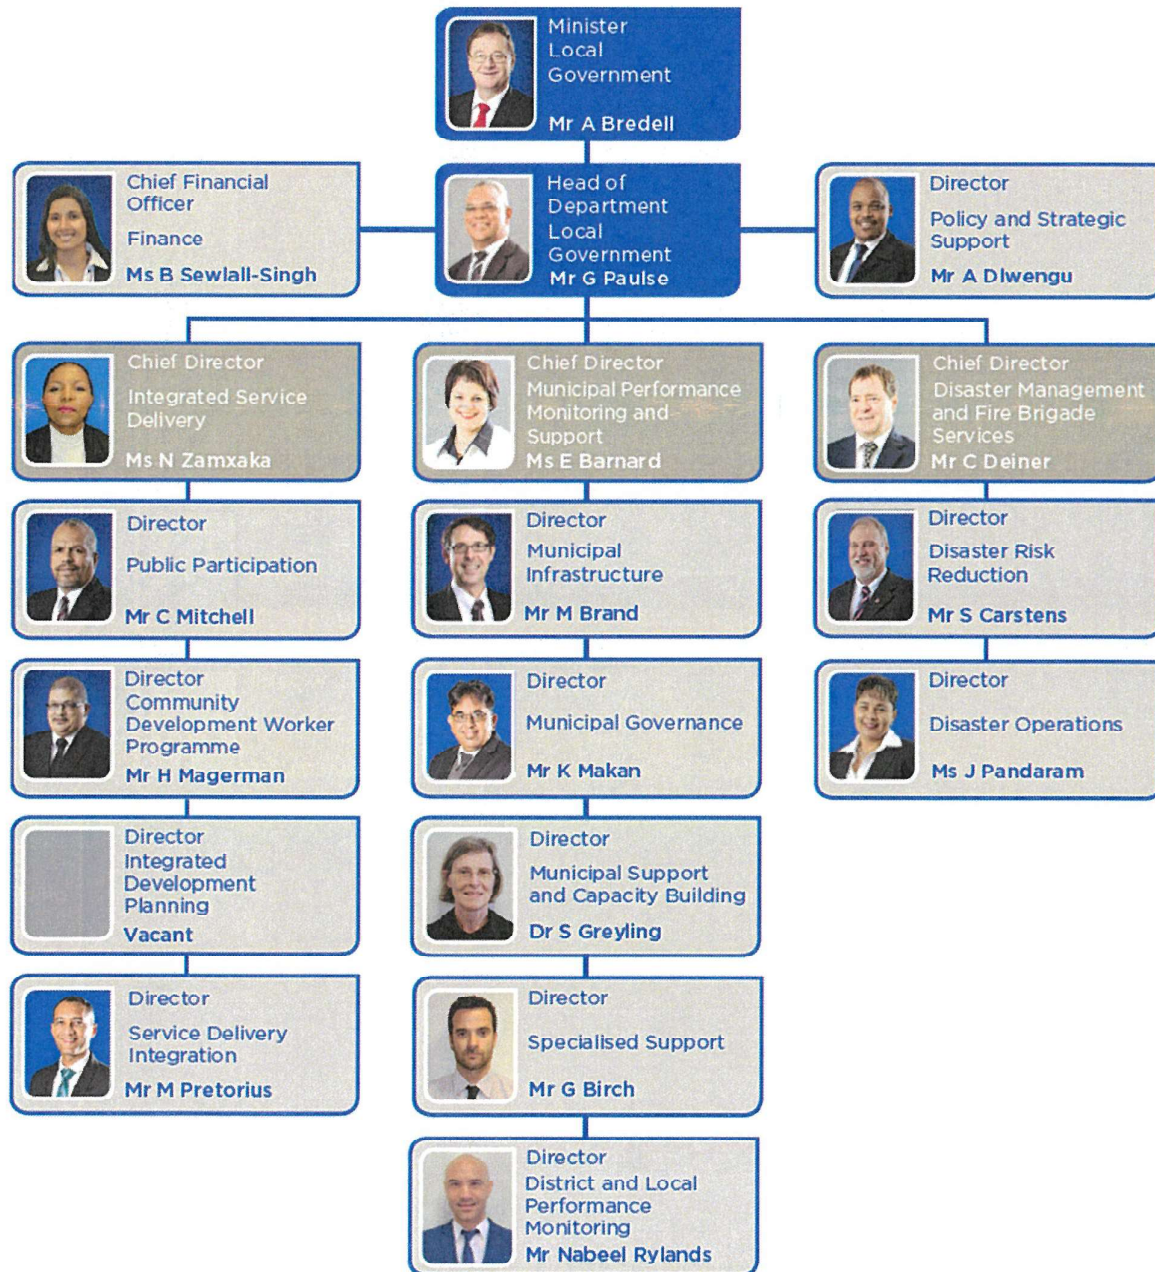 Minister
Local
Government
Mr A Bredell
Chief Financial
Officer
Finance
Ms B Sewlall-Singh
Head of
Department
Local
Government
Mr G Paulse
Director
Policy and Strategic
Support
Mr A Dlwengu
Chief Director
Integrated Service
Delivery
Ms N Zamxaka
Chief Director
Municipal Performance
Monitoring and
Support
Ms E Barnard
Chief Director
Disaster Management
and Fire Brigade
Services
Mr C Deiner
Director
Public Participation
Mr C Mitchell
Director
Municipal
Infrastructure
Mr M Brand
Director
Disaster Risk
Reduction
Mr S Carstens
Director
Community
Development Worker
Programme
Mr H Magerman
Director
Municipal Governance
Mr K Makan
Director
Disaster Operations
Ms J Pandaram
Director
Integrated
Development
Planning
Vacant
Director
Municipal Support
and Capacity Building
Dr S Greyling
Director
Service Delivery
Integration
Mr M Pretorius
Director
Specialised Support
Mr G Birch
Director
District and Local
Performance
Monitoring
Mr Nabeel Rylands